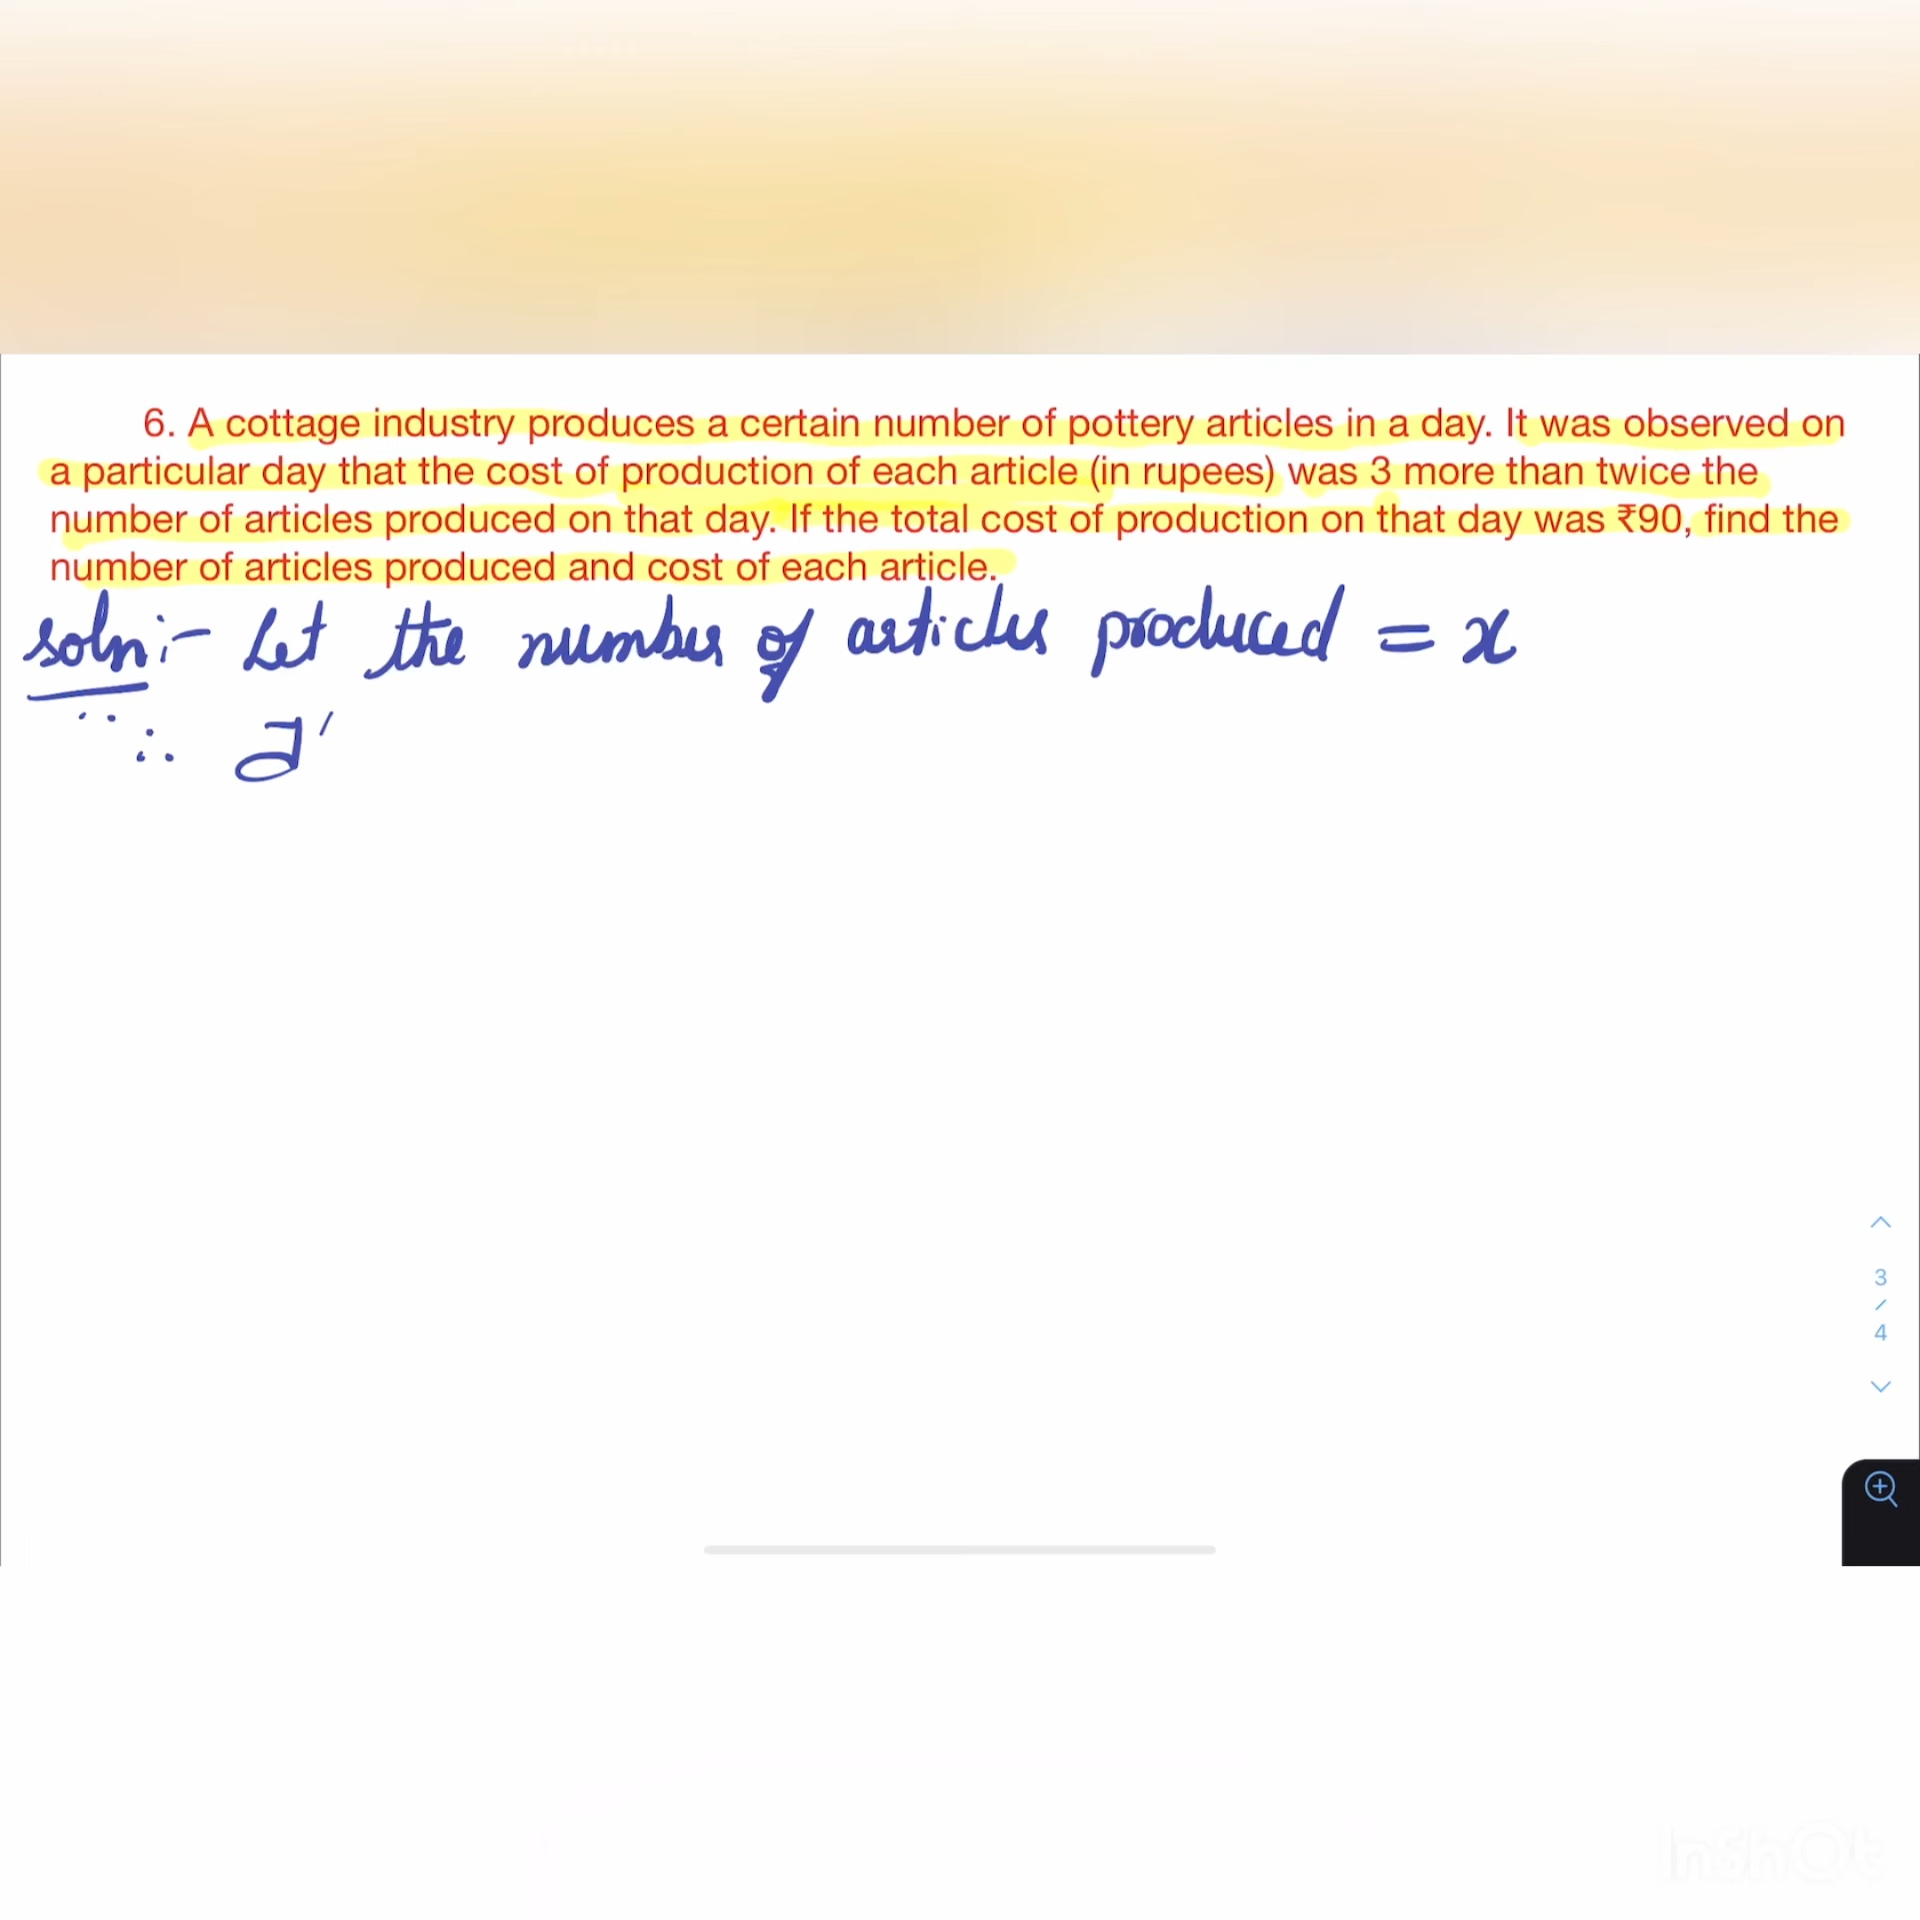 6. A cottage industry produces a certain number of pottery articles in a day. It was observed on
a particular day that the cost of production of each article (in rupees) was 3 more than twice the
number of articles produced on that day. If the total cost of production on that day was ₹90, find the
number of articles produced and cost of each article.
soln:- Let the number of articles produced = x
∴
3
/
4
InShOt